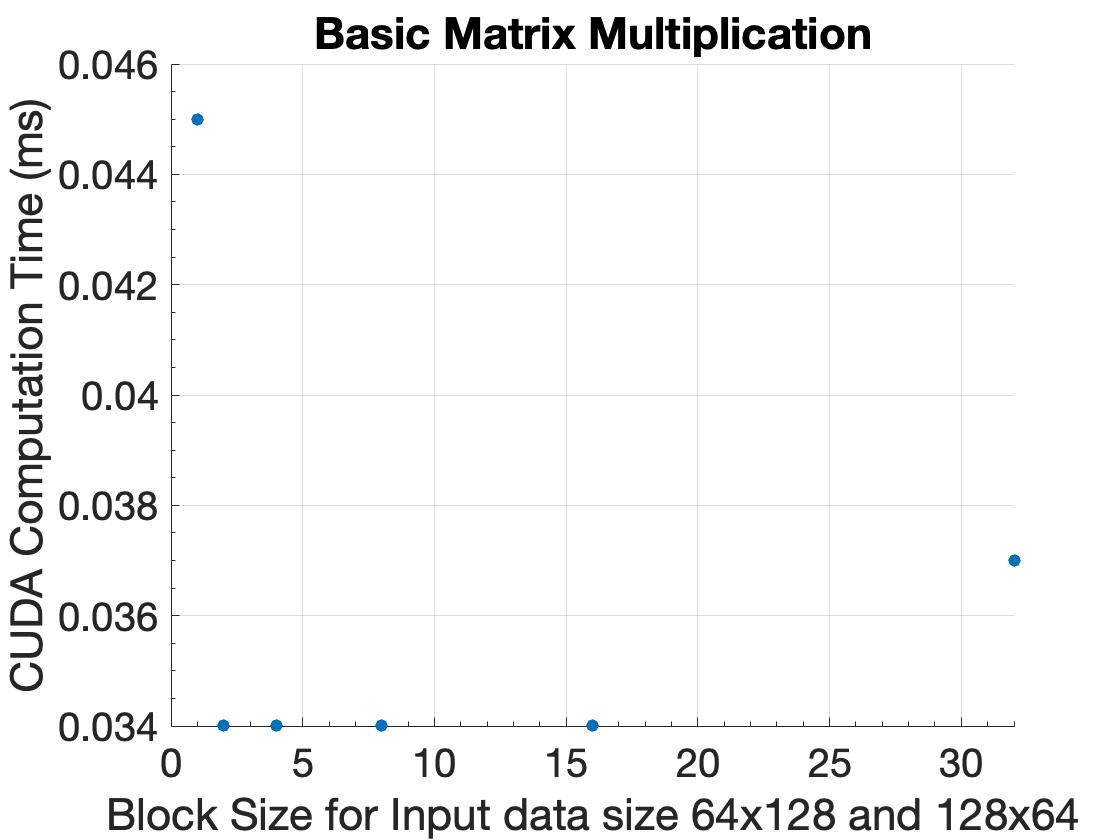 Basic Matrix Multiplication
CUDA Computation Time (ms)
0.046
0.044
0.042
0.04
0.038
0.036
0.034
0 5 10 15 20 25 30
Block Size for Input data size 64x128 and 128x64